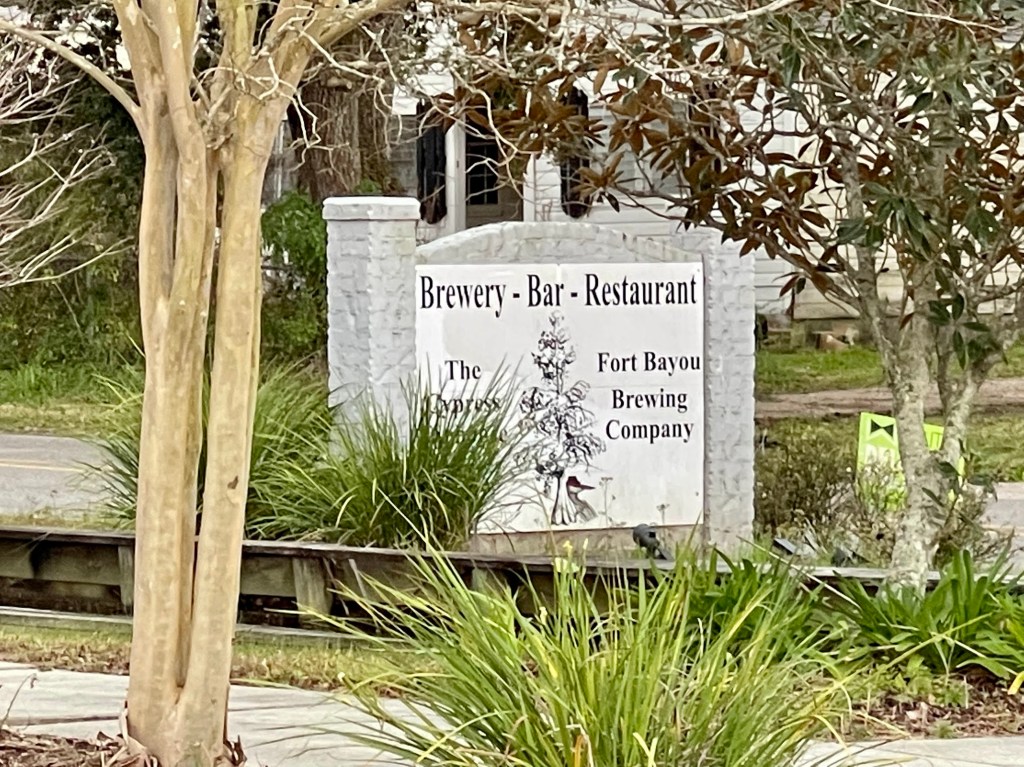 Brewery - Bar - Restaurant
The
Cypress
Fort Bayou
Brewing
Company